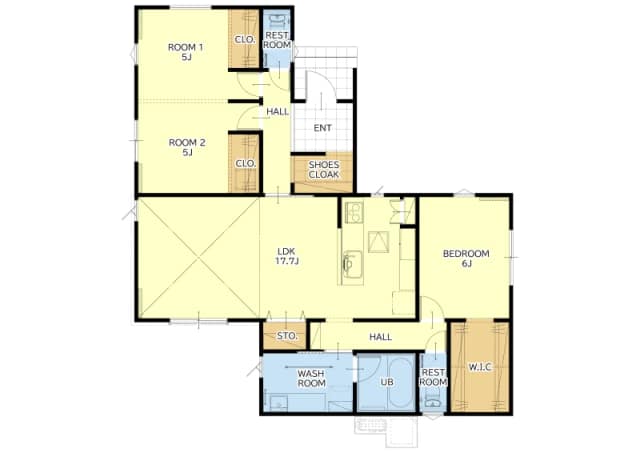 ROOM 1
5J
CLO.
REST
ROOM
HALL
ENT
ROOM 2
5J
CLO.
SHOES
CLOAK
LDK
17.7J
BEDROOM
6J
STO.
HALL
WASH
ROOM
UB
REST
ROOM
W.I.C